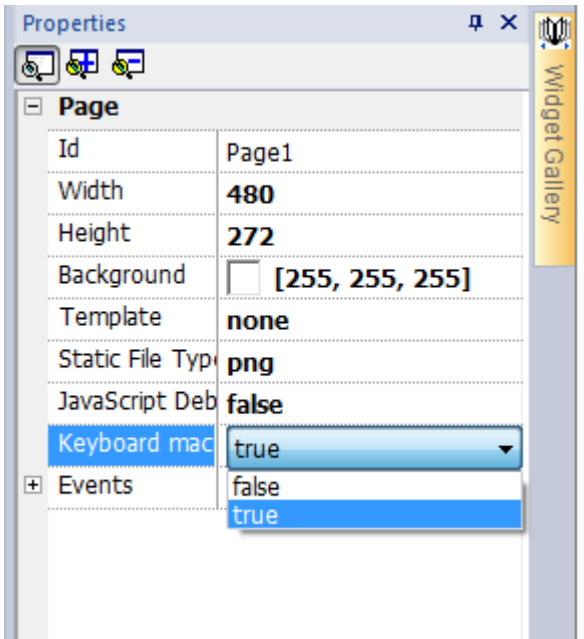 Properties
Page
Id Page1
Width 480
Height 272
Background [255, 255, 255]
Template none
Static File Typ png
JavaScript Deb false
Keyboard mac true
Events false
true
Widget Gallery